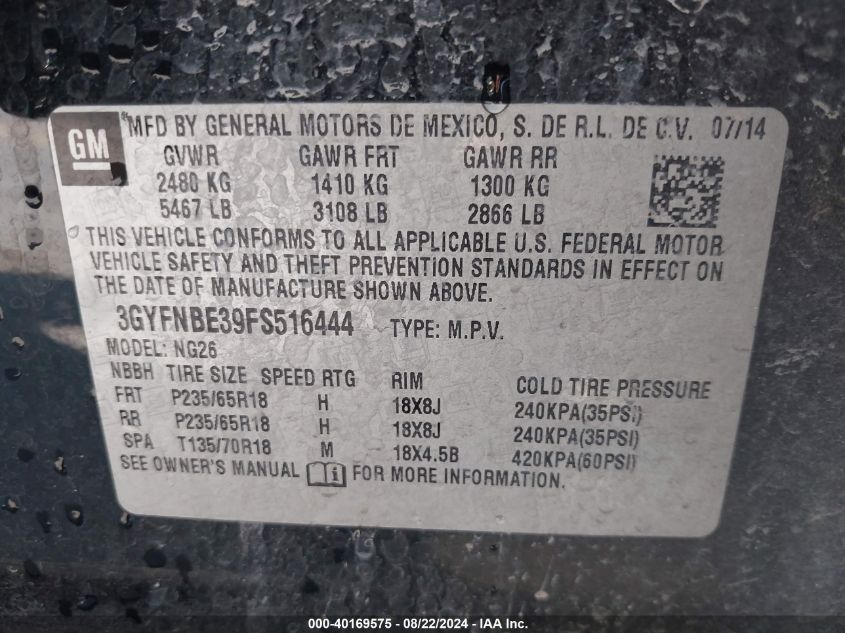 GM
MFD BY GENERAL MOTORS DE MEXICO, S. DE R.L. DE C.V. 07/14
GVWR GAWR FRT GAWR RR
2480 KG 1410 KG 1300 KG
5467 LB 3108 LB 2866 LB
THIS VEHICLE CONFORMS TO ALL APPLICABLE U.S. FEDERAL MOTOR
VEHICLE SAFETY AND THEFT PREVENTION STANDARDS IN EFFECT ON
THE DATE OF MANUFACTURE SHOWN ABOVE.
3GYFNBE39FS516444 TYPE: M.P.V.
MODEL: NG26
NBBH TIRE SIZE SPEED RTG RIM COLD TIRE PRESSURE
FRT P235/65R18 H 18X8J 240KPA(35PSI)
RR P235/65R18 H 18X8J 240KPA(35PSI)
SPA T135/70R18 M 18X4.5B 420KPA(60PSI)
SEE OWNER'S MANUAL i FOR MORE INFORMATION.
000-40169575 - 08/22/2024 - IAA Inc.